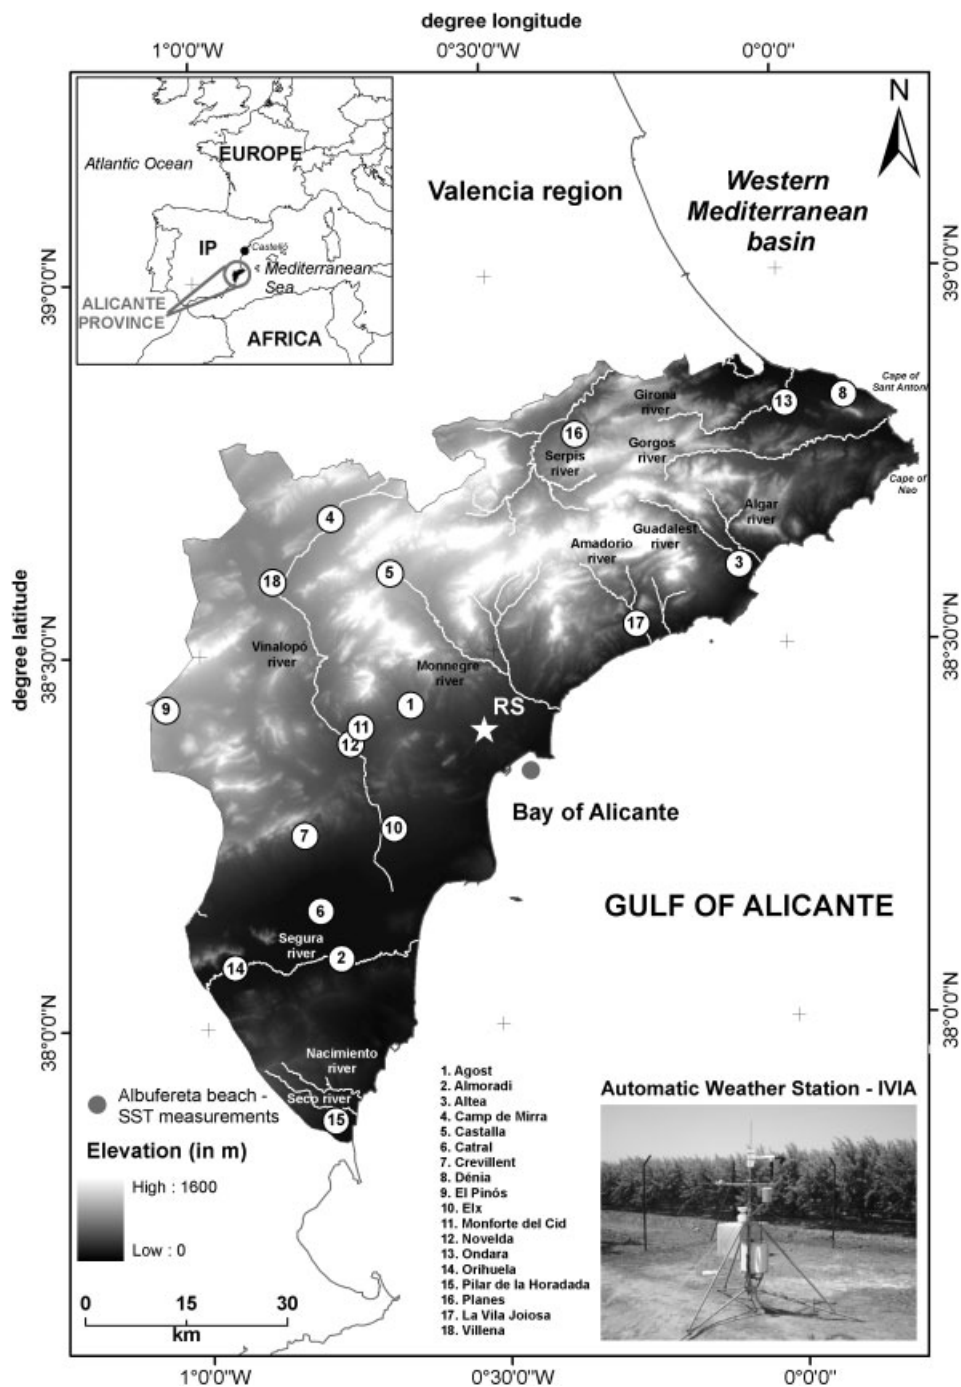 degree longitude
1°0'0"W
0°30'0"W
0°0'0"
N
Atlantic Ocean
EUROPE
IP
Castelló
Mediterranean
Sea
ALICANTE
PROVINCE
AFRICA
Valencia region
Western
Mediterranean
basin
39°0'0"N
39°0'0"N
Cape of
Sant Antoni
Girona
river
13
8
16
Gorgos
river
Serpis
river
Cape of
Nao
4
Algar
river
Guadalest
river
Amadorio
river
5
3
18
17
degree latitude
38°30'0"N
38°30'0"N
Vinalopó
river
Monnegre
river
9
1
RS
11
12
Bay of Alicante
10
7
GULF OF ALICANTE
6
Segura
river
2
14
38°0'0"N
38°0'0"N
Nacimiento
river
Seco river
15
Albufereta beach -
SST measurements
Elevation (in m)
High : 1600
Low : 0
0
15
30
km
1. Agost
2. Almoradi
3. Altea
4. Camp de Mirra
5. Castalla
6. Catral
7. Crevillent
8. Dénia
9. El Pinós
10. Elx
11. Monforte del Cid
12. Novelda
13. Ondara
14. Orihuela
15. Pilar de la Horadada
16. Planes
17. La Vila Joiosa
18. Villena
Automatic Weather Station - IVIA
1°0'0"W
0°30'0"W
0°0'0"